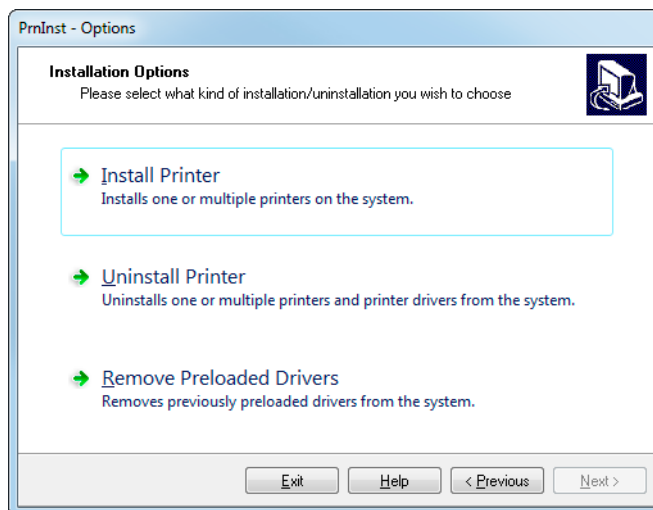 PrnInst - Options
Installation Options
Please select what kind of installation/uninstallation you wish to choose
Install Printer
Installs one or multiple printers on the system.
Uninstall Printer
Uninstalls one or multiple printers and printer drivers from the system.
Remove Preloaded Drivers
Removes previously preloaded drivers from the system.
Exit Help < Previous Next >